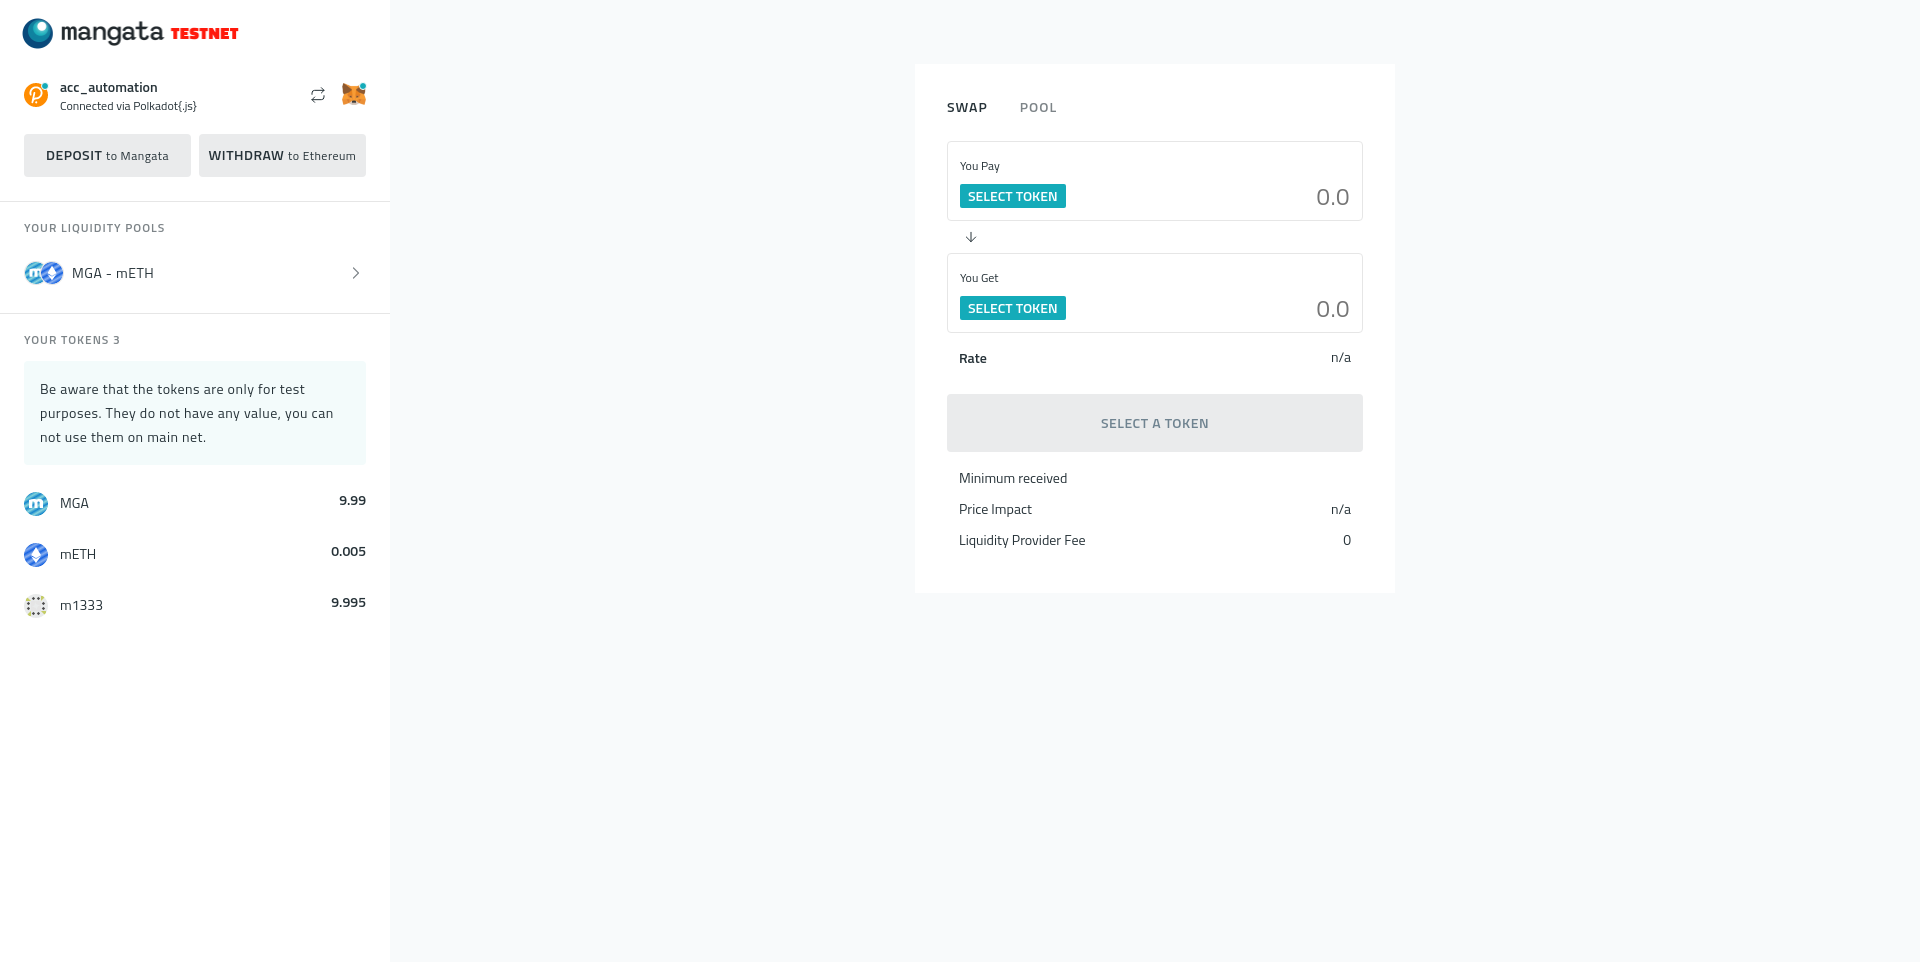 mangata TESTNET
acc_automation
Connected via Polkadot{.js}
DEPOSIT to Mangata
WITHDRAW to Ethereum
YOUR LIQUIDITY POOLS
MGA - mETH
YOUR TOKENS 3
Be aware that the tokens are only for test
purposes. They do not have any value, you can
not use them on main net.
MGA 9.99
mETH 0.005
m1333 9.995
SWAP POOL
You Pay
SELECT TOKEN 0.0
You Get
SELECT TOKEN 0.0
Rate n/a
SELECT A TOKEN
Minimum received
Price Impact n/a
Liquidity Provider Fee 0